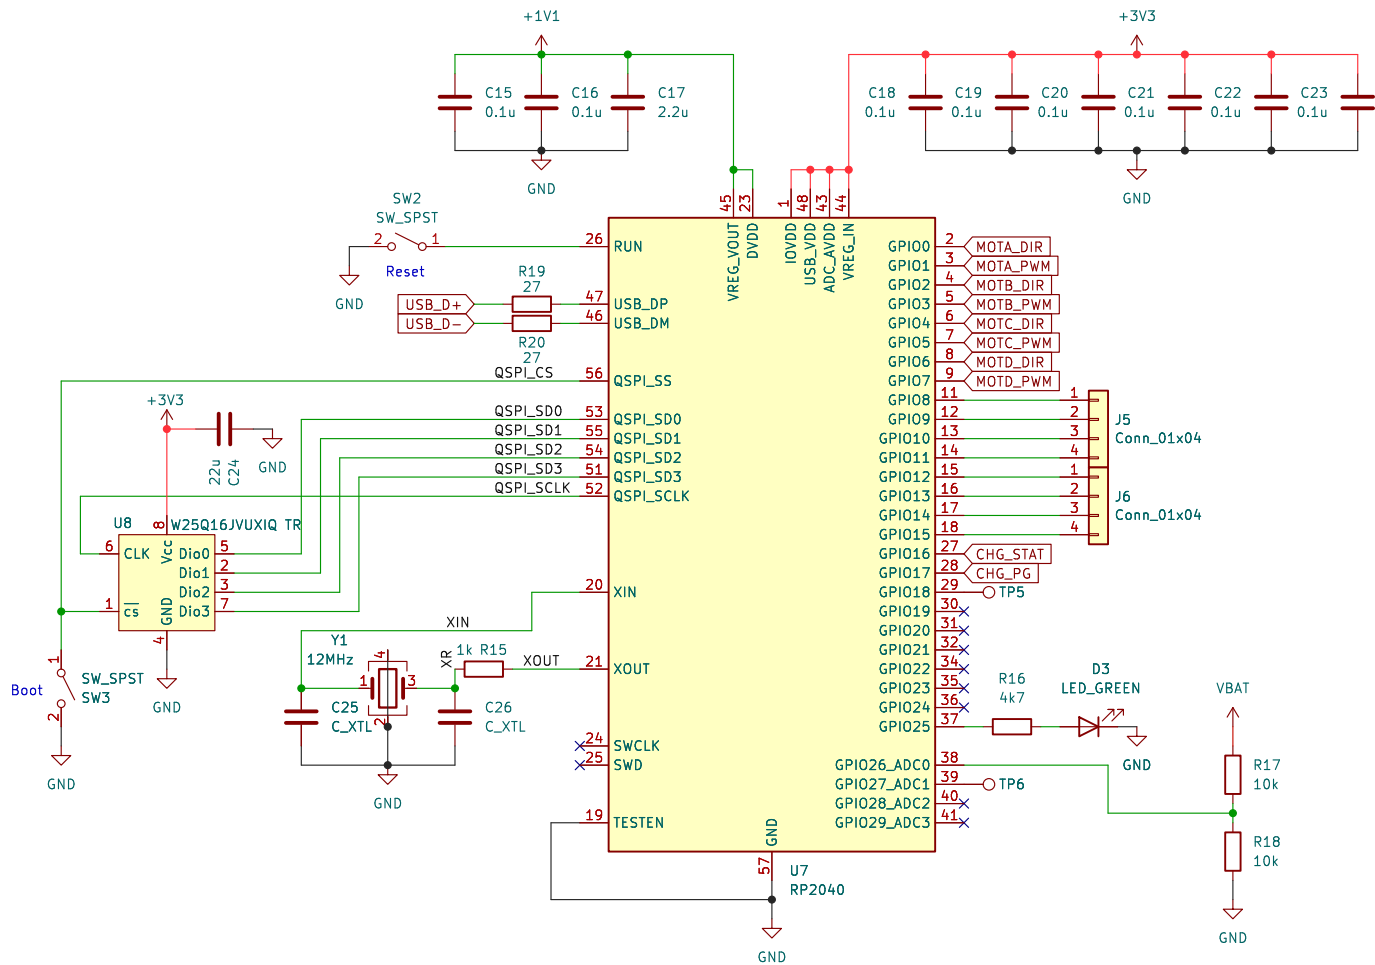 +1V1
+3V3
C15
0.1u
C16
0.1u
C17
2.2u
C18
0.1u
C19
0.1u
C20
0.1u
C21
0.1u
C22
0.1u
C23
0.1u
GND
GND
SW2
SW_SPST
2
1
Reset
GND
R19
27
USB_D+
USB_D-
R20
27
QSPI_CS
QSPI_SD0
QSPI_SD1
QSPI_SD2
QSPI_SD3
QSPI_SCLK
+3V3
22u
C24
GND
U8
W25Q16JVUXIQ TR
8
Vcc
6 CLK
1 cs
Dio0 5
Dio1 2
Dio2 3
Dio3 7
GND
4
GND
1
2
SW_SPST
SW3
Boot
GND
XIN
Y1
12MHz
4
1
3
2
XR
1k R15
XOUT
C25
C_XTL
C26
C_XTL
GND
45 VREG_VOUT
23 DVDD
1 IOVDD
48 USB_VDD
43 ADC_AVDD
44 VREG_IN
26 RUN
47 USB_DP
46 USB_DM
56 QSPI_SS
53 QSPI_SD0
55 QSPI_SD1
54 QSPI_SD2
51 QSPI_SD3
52 QSPI_SCLK
20 XIN
21 XOUT
24 SWCLK
25 SWD
19 TESTEN
GND
57
U7
RP2040
GND
GPIO0 2 MOTA_DIR
GPIO1 3 MOTA_PWM
GPIO2 4 MOTB_DIR
GPIO3 5 MOTB_PWM
GPIO4 6 MOTC_DIR
GPIO5 7 MOTC_PWM
GPIO6 8 MOTD_DIR
GPIO7 9 MOTD_PWM
GPIO8 11 1
GPIO9 12 2
GPIO10 13 3
GPIO11 14 4
J5
Conn_01x04
GPIO12 15 1
GPIO13 16 2
GPIO14 17 3
GPIO15 18 4
J6
Conn_01x04
GPIO16 27 CHG_STAT
GPIO17 28 CHG_PG
GPIO18 29 TP5
GPIO19 30
GPIO20 31
GPIO21 32
GPIO22 34
GPIO23 35
GPIO24 36
GPIO25 37
R16
4k7
D3
LED_GREEN
GND
GPIO26_ADC0 38
GPIO27_ADC1 39 TP6
GPIO28_ADC2 40
GPIO29_ADC3 41
VBAT
R17
10k
R18
10k
GND